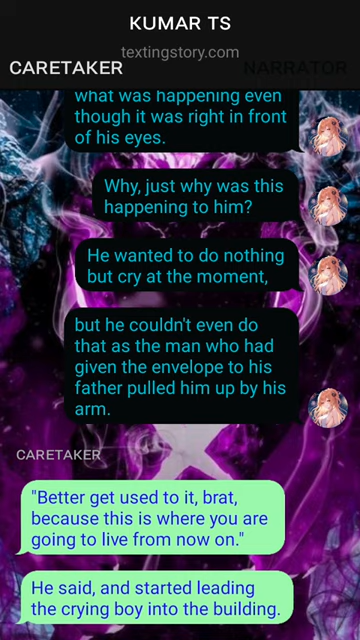 KUMAR TS
textingstory.com
CARETAKER
NARRATOR
what was happening even
though it was right in front
of his eyes.
Why, just why was this
happening to him?
He wanted to do nothing
but cry at the moment,
but he couldn't even do
that as the man who had
given the envelope to his
father pulled him up by his
arm.
CARETAKER
"Better get used to it, brat,
because this is where you are
going to live from now on."
He said, and started leading
the crying boy into the building.